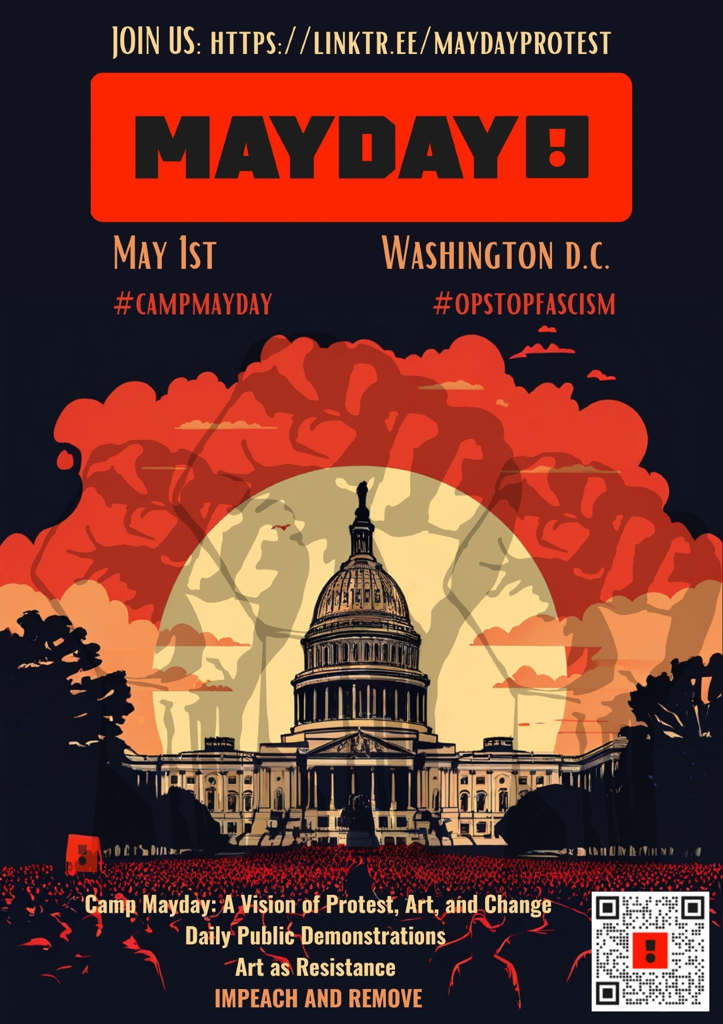 JOIN US: HTTPS://LINKTR.EE/MAYDAYPROTEST
MAYDAY!
MAY 1ST
WASHINGTON D.C.
#CAMPMAYDAY
#OPSTOPFASCISM
Camp Mayday: A Vision of Protest, Art, and Change
Daily Public Demonstrations
Art as Resistance
IMPEACH AND REMOVE